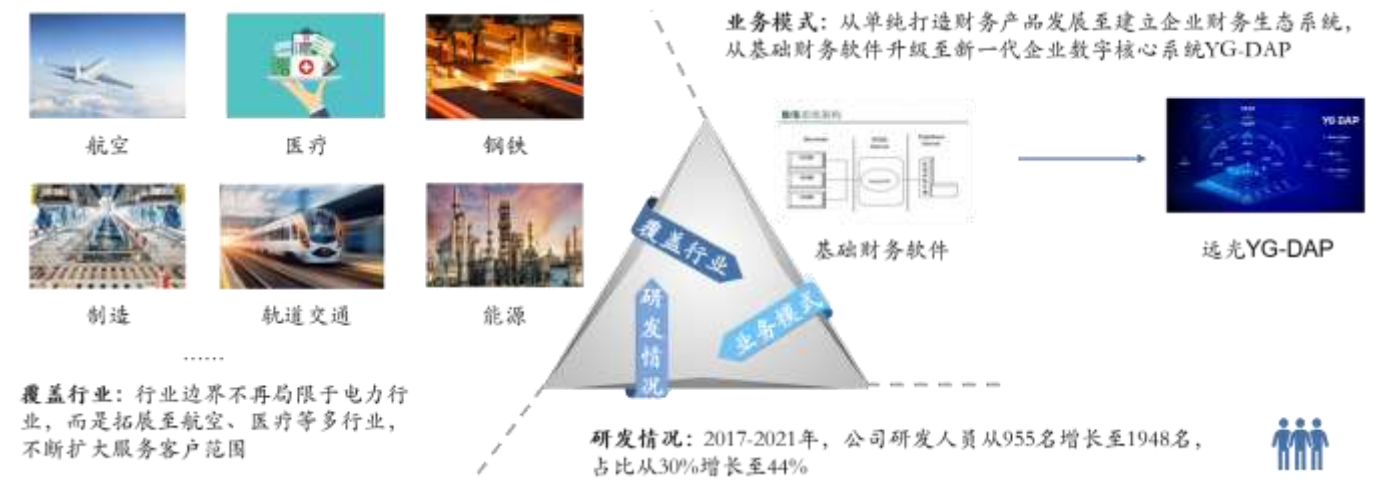 航空
医疗
钢铁
制造
轨道交通
能源
......
覆盖行业：行业边界不再局限于电力行
业，而是拓展至航空、医疗等多行业，
不断扩大服务客户范围
业务模式：从单纯打造财务产品发展至建立企业财务生态系统，
从基础财务软件升级至新一代企业数字核心系统YG-DAP
YG DAP
基础财务软件
远光YG-DAP
覆盖行业
研发情况
业务模式
研发情况：2017-2021年，公司研发人员从955名增长至1948名，
占比从30%增长至44%